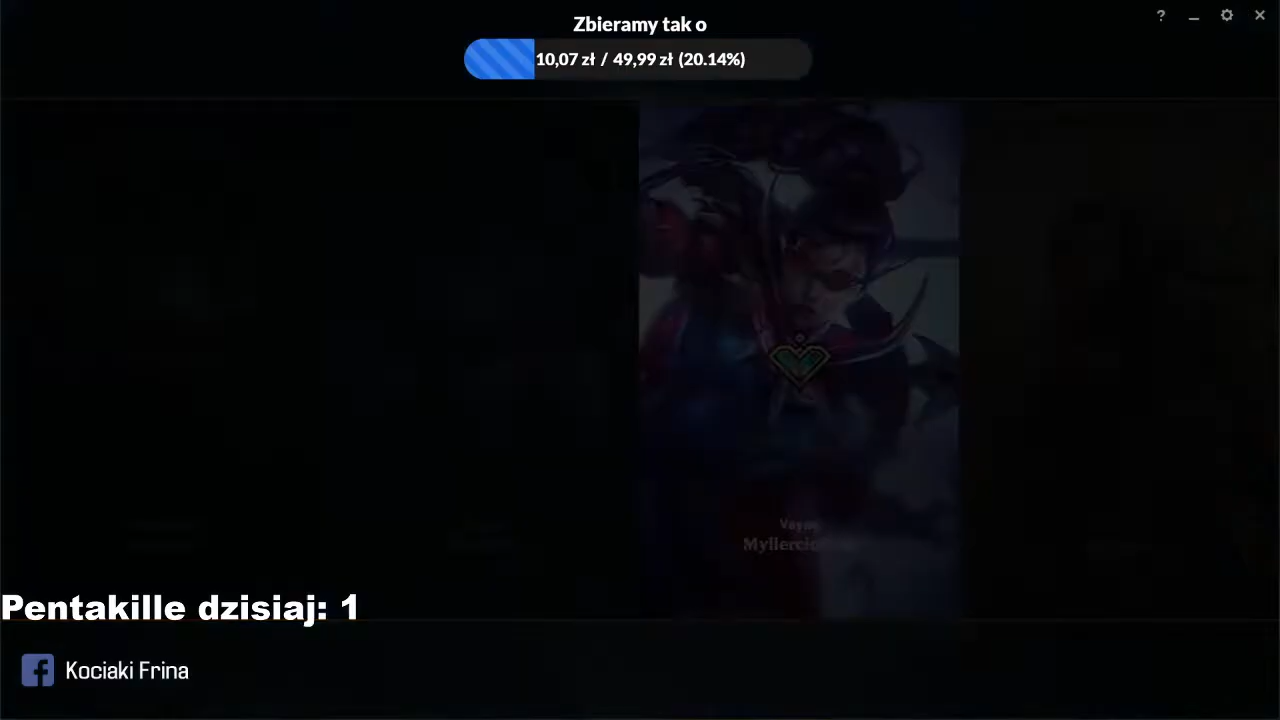 Zbieramy tak o
10,07 zł / 49,99 zł (20.14%)
?
Pentakille dzisiaj: 1
Kociaki Frina